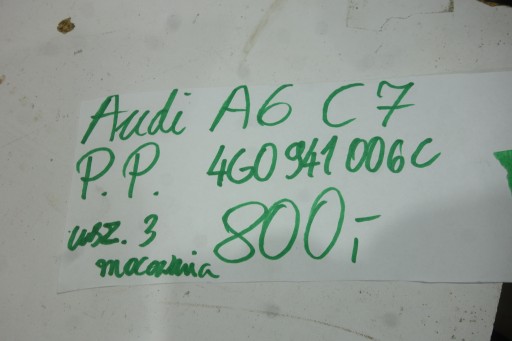 Audi A6 C7
P.P. 4G0941006C
usz. 3 800,-
mocowania